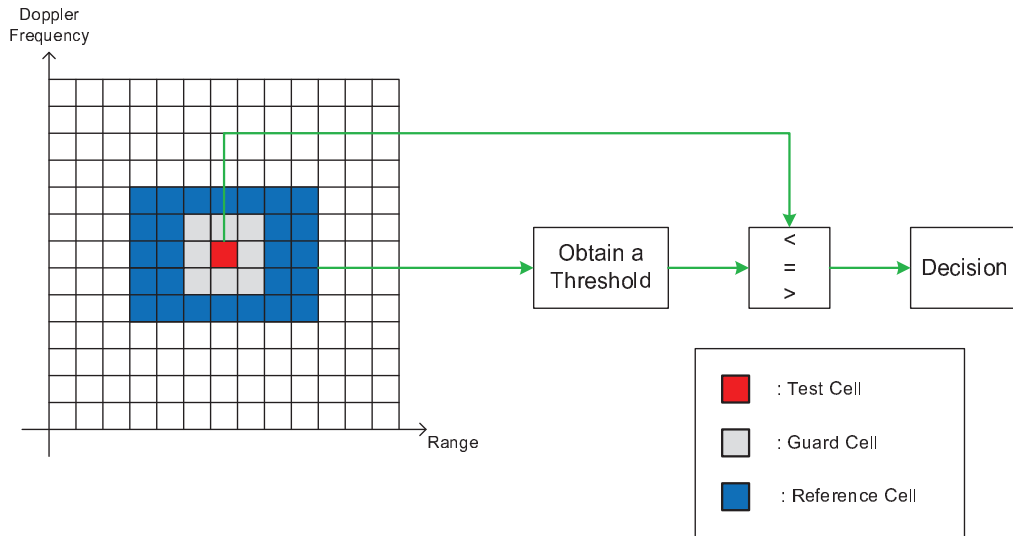 Doppler
Frequency
Obtain a
Threshold
<
=
>
Decision
Range
: Test Cell
: Guard Cell
: Reference Cell